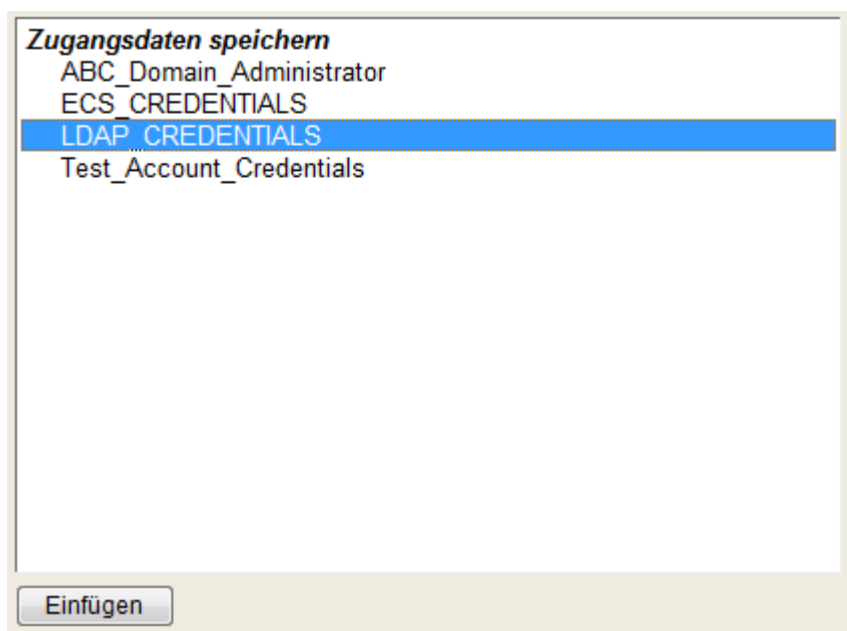 Zugangsdaten speichern
ABC_Domain_Administrator
ECS_CREDENTIALS
LDAP_CREDENTIALS
Test_Account_Credentials
Einfügen